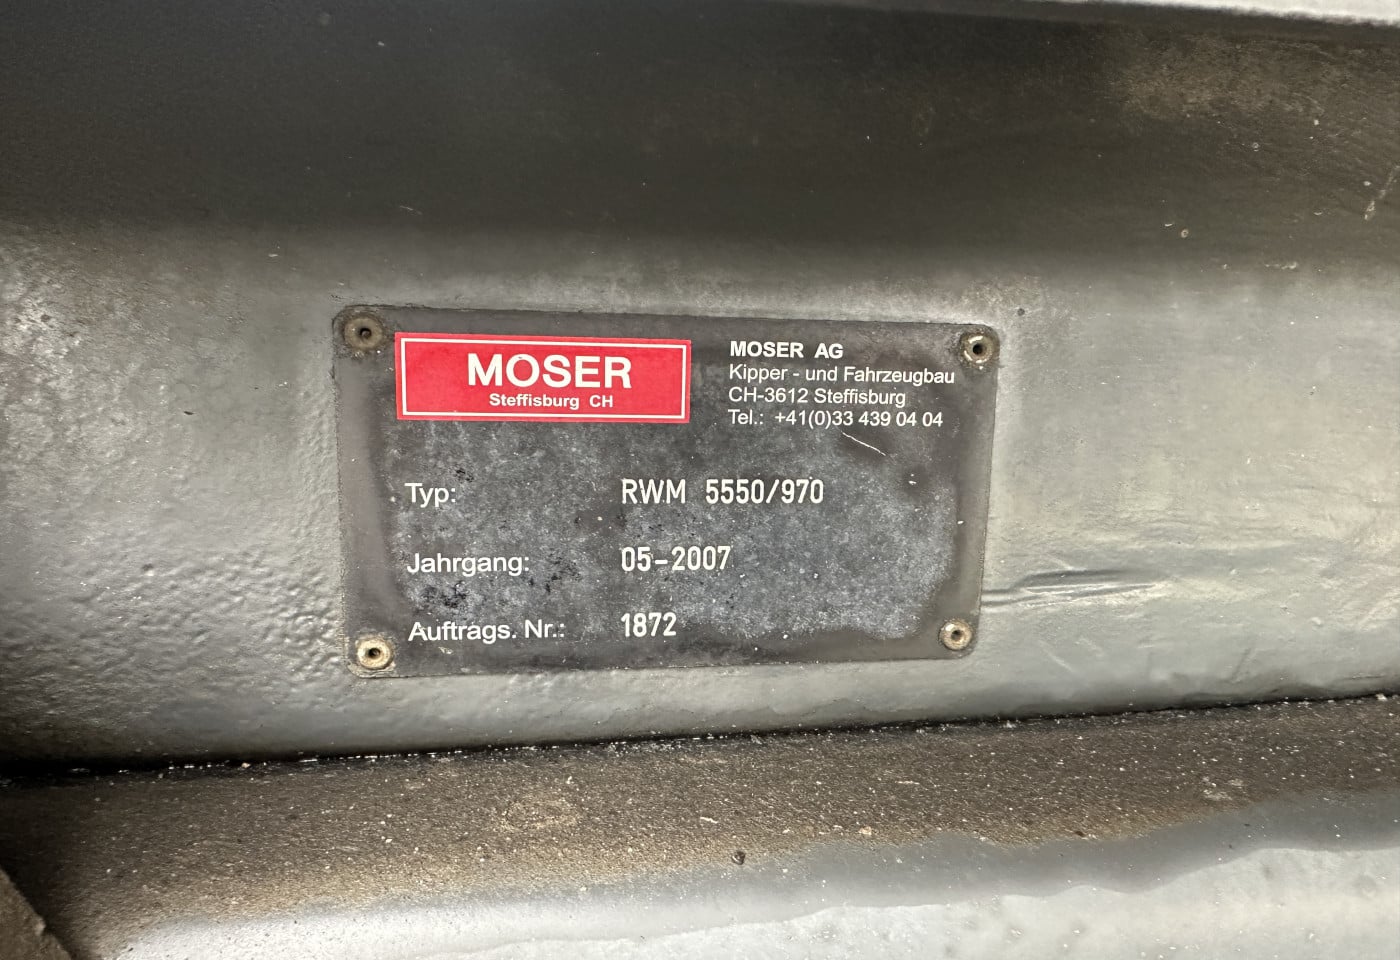 MOSER
Steffisburg CH
MOSER AG
Kipper - und Fahrzeugbau
CH-3612 Steffisburg
Tel.: +41(0)33 439 04 04
Typ: RWM 5550/970
Jahrgang: 05-2007
Auftrags. Nr.: 1872